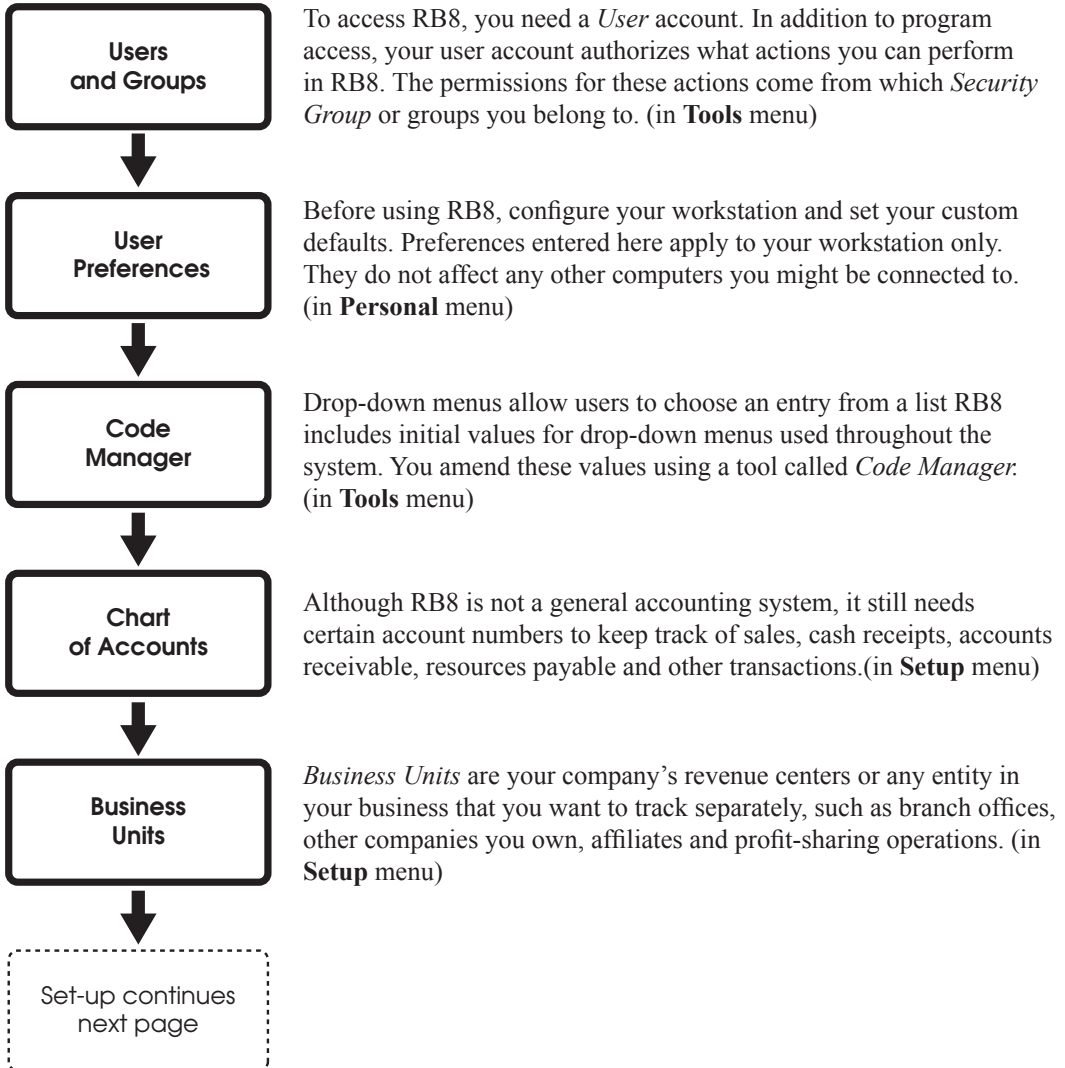 Users
and Groups
To access RB8, you need a User account. In addition to program
access, your user account authorizes what actions you can perform
in RB8. The permissions for these actions come from which Security
Group or groups you belong to. (in Tools menu)
User
Preferences
Before using RB8, configure your workstation and set your custom
defaults. Preferences entered here apply to your workstation only.
They do not affect any other computers you might be connected to.
(in Personal menu)
Code
Manager
Drop-down menus allow users to choose an entry from a list RB8
includes initial values for drop-down menus used throughout the
system. You amend these values using a tool called Code Manager.
(in Tools menu)
Chart
of Accounts
Although RB8 is not a general accounting system, it still needs
certain account numbers to keep track of sales, cash receipts, accounts
receivable, resources payable and other transactions.(in Setup menu)
Business
Units
Business Units are your company's revenue centers or any entity in
your business that you want to track separately, such as branch offices,
other companies you own, affiliates and profit-sharing operations. (in
Setup menu)
Set-up continues
next page